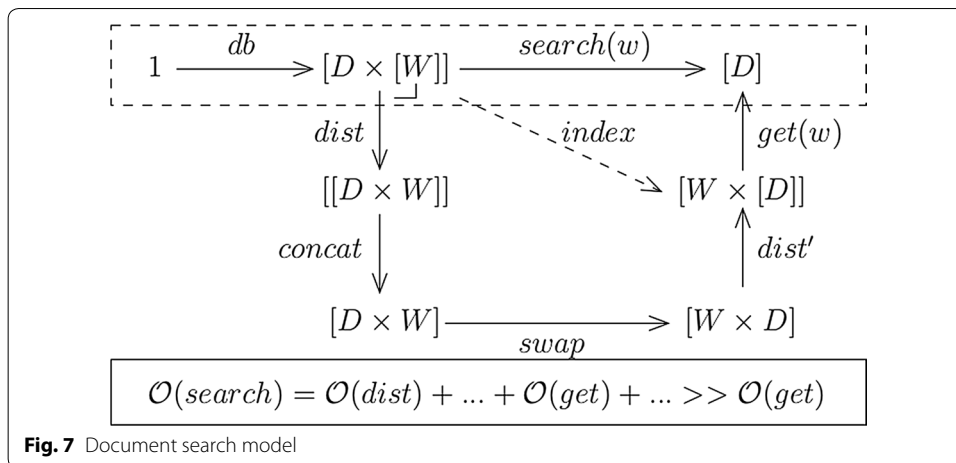 db search(w)
1 [D × [W]] [D]
dist index get(w)
[[D × W]] [W × [D]]
concat dist′
[D × W] [W × D]
swap
𝒪(search) = 𝒪(dist) + ... + 𝒪(get) + ... >> 𝒪(get)
Fig. 7 Document search model